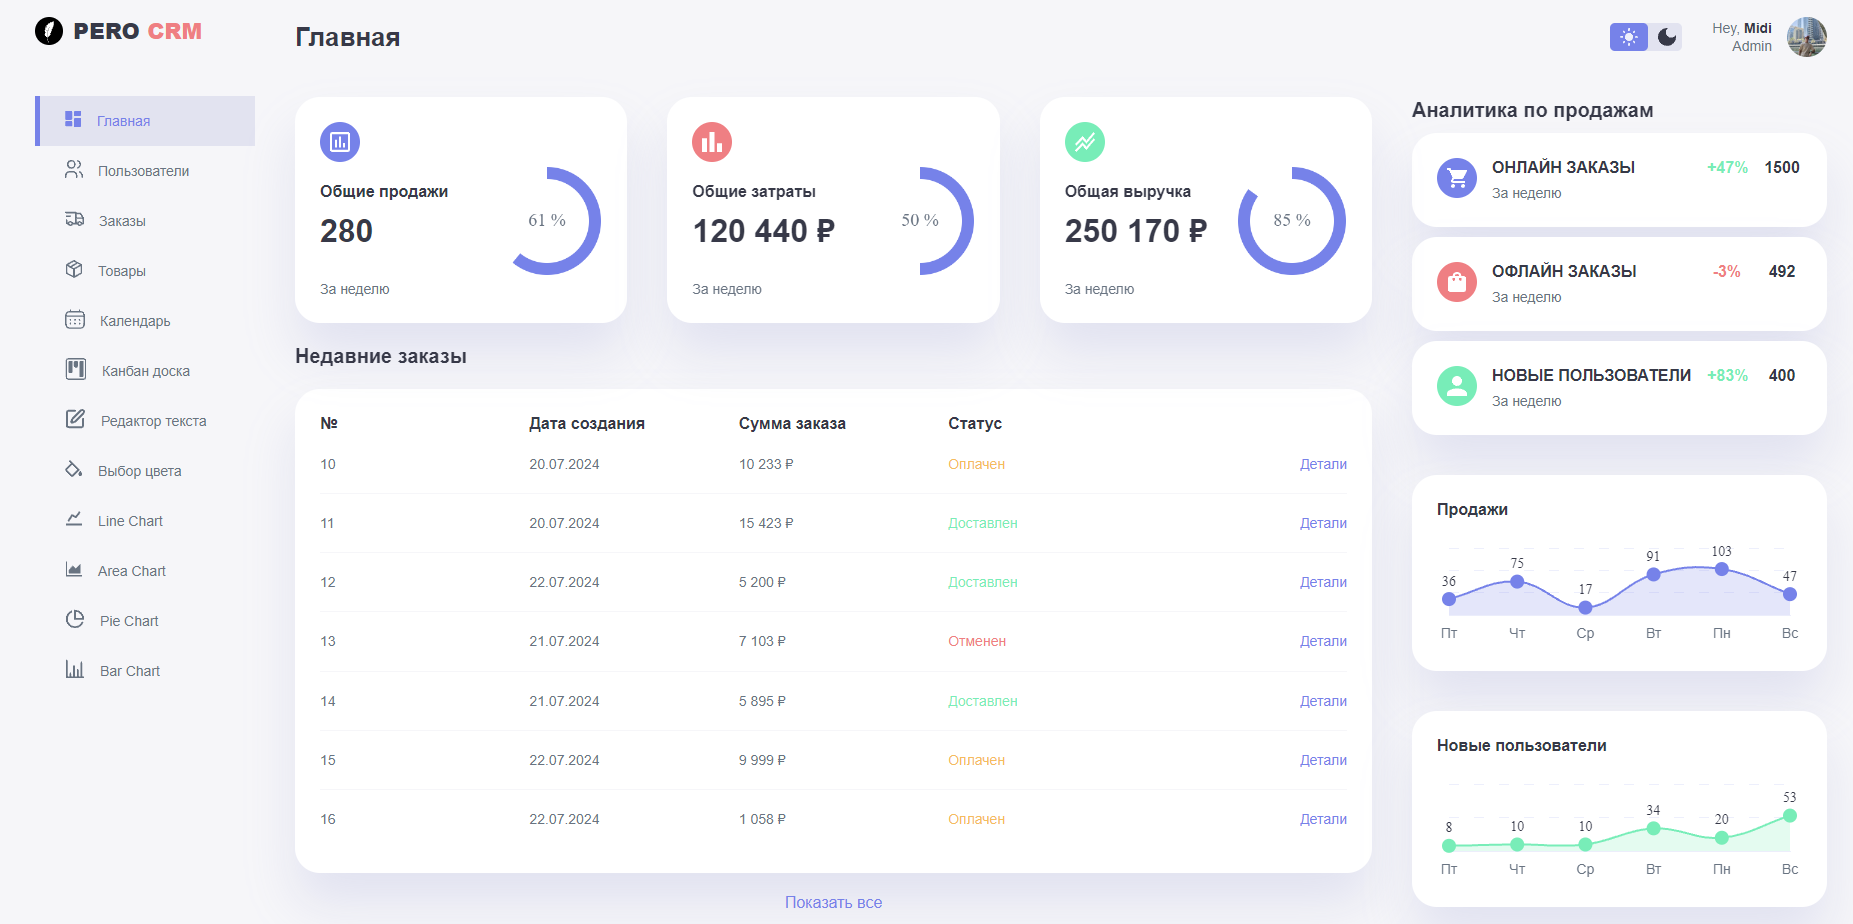 PERO CRM
Главная
Hey, Midi
Admin
Главная
Пользователи
Заказы
Товары
Календарь
Канбан доска
Редактор текста
Выбор цвета
Line Chart
Area Chart
Pie Chart
Bar Chart
Общие продажи
280
61 %
За неделю
Общие затраты
120 440 ₽
50 %
За неделю
Общая выручка
250 170 ₽
85 %
За неделю
Недавние заказы
№ Дата создания Сумма заказа Статус
10 20.07.2024 10 233 ₽ Оплачен Детали
11 20.07.2024 15 423 ₽ Доставлен Детали
12 22.07.2024 5 200 ₽ Доставлен Детали
13 21.07.2024 7 103 ₽ Отменен Детали
14 21.07.2024 5 895 ₽ Доставлен Детали
15 22.07.2024 9 999 ₽ Оплачен Детали
16 22.07.2024 1 058 ₽ Оплачен Детали
Показать все
Аналитика по продажам
ОНЛАЙН ЗАКАЗЫ +47% 1500
За неделю
ОФЛАЙН ЗАКАЗЫ -3% 492
За неделю
НОВЫЕ ПОЛЬЗОВАТЕЛИ +83% 400
За неделю
Продажи
36 75 17 91 103 47
Пт Чт Ср Вт Пн Вс
Новые пользователи
8 10 10 34 20 53
Пт Чт Ср Вт Пн Вс